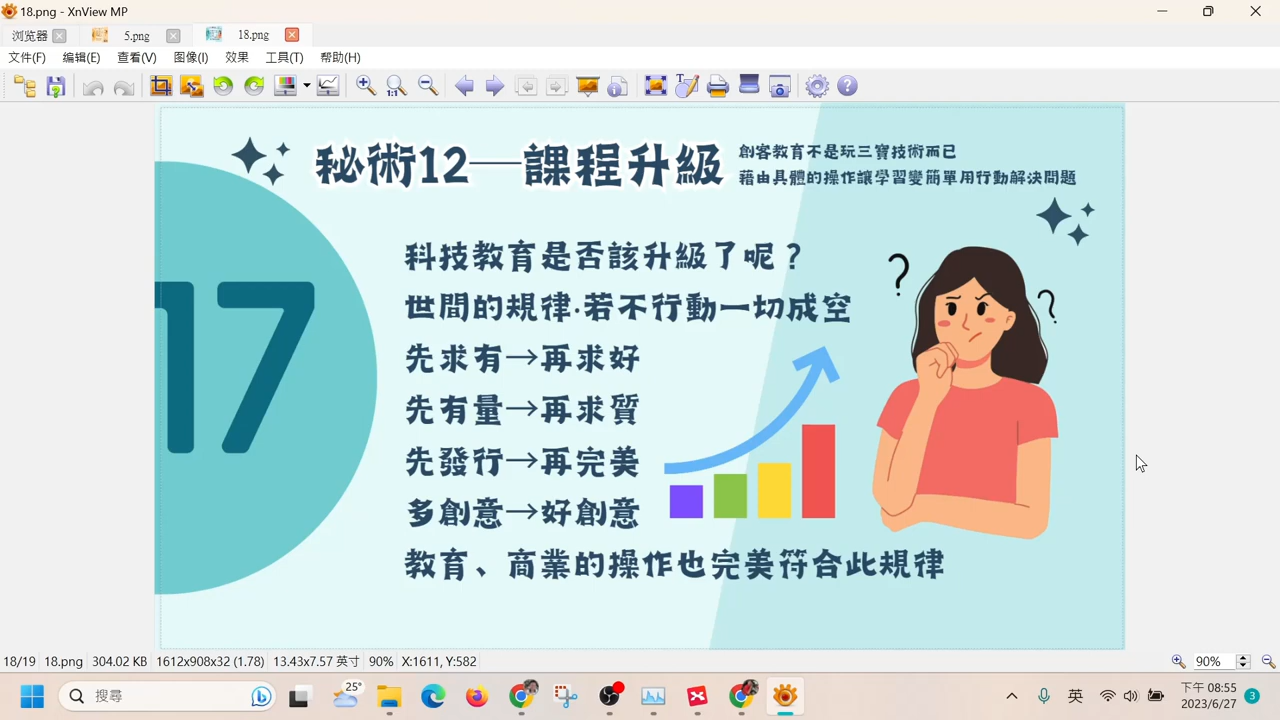 18.png - XnView MP
浏览器 5.png 18.png
文件(F) 编辑(E) 查看(V) 图像(I) 效果 工具(T) 帮助(H)
秘術12—課程升級
創客教育不是玩三寶技術而已
藉由具體的操作讓學習變簡單用行動解決問題
17
科技教育是否該升級了呢？
世間的規律·若不行動一切成空
先求有→再求好
先有量→再求質
先發行→再完美
多創意→好創意
教育、商業的操作也完美符合此規律
? ?
18/19 18.png 304.02 KB 1612x908x32 (1.78) 13.43x7.57 英寸 90% X:1611, Y:582 90%
搜尋 25° 英 下午 08:55
2023/6/27 3